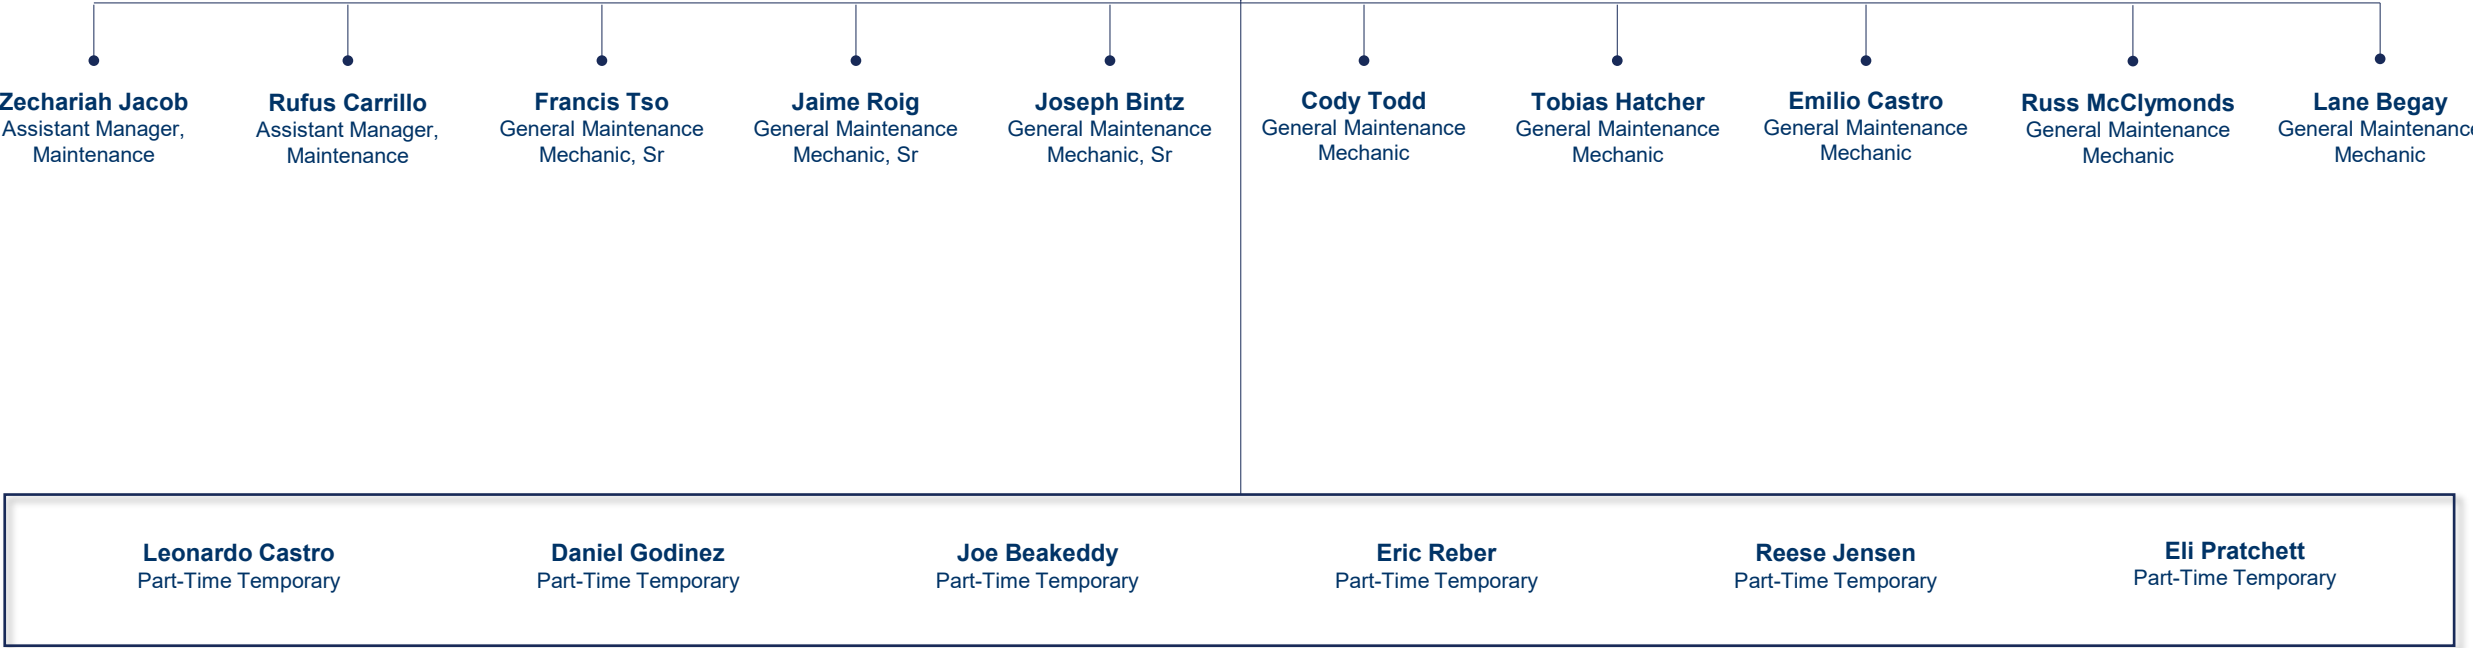 Zechariah Jacob
Assistant Manager,
Maintenance
Rufus Carrillo
Assistant Manager,
Maintenance
Francis Tso
General Maintenance
Mechanic, Sr
Jaime Roig
General Maintenance
Mechanic, Sr
Joseph Bintz
General Maintenance
Mechanic, Sr
Cody Todd
General Maintenance
Mechanic
Tobias Hatcher
General Maintenance
Mechanic
Emilio Castro
General Maintenance
Mechanic
Russ McClymonds
General Maintenance
Mechanic
Lane Begay
General Maintenance
Mechanic
Leonardo Castro
Part-Time Temporary
Daniel Godinez
Part-Time Temporary
Joe Beakeddy
Part-Time Temporary
Eric Reber
Part-Time Temporary
Reese Jensen
Part-Time Temporary
Eli Pratchett
Part-Time Temporary